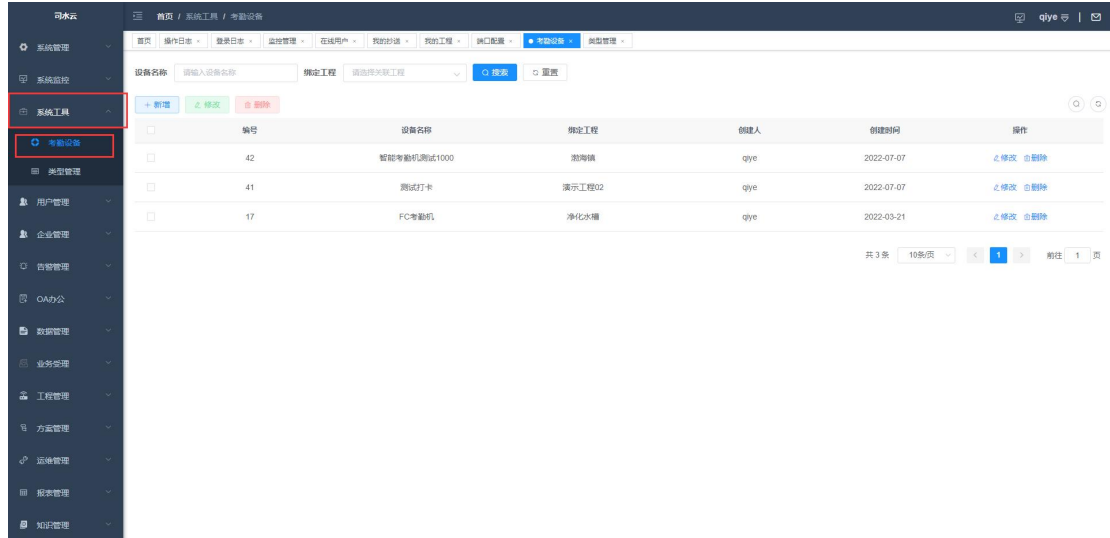 司水云
首页 / 系统工具 / 考勤设备
qiye
首页 操作日志 × 登录日志 × 监控管理 × 在线用户 × 我的抄送 × 我的工程 × 端口配置 × 考勤设备 × 类型管理 ×
系统管理
系统监控
系统工具
考勤设备
类型管理
用户管理
企业管理
告警管理
OA办公
数据管理
业务受理
工程管理
方案管理
运维管理
报表管理
知识管理
设备名称 请输入设备名称 绑定工程 请选择关联工程 搜索 重置
+ 新增 修改 删除
编号 设备名称 绑定工程 创建人 创建时间 操作
42 智能考勤机测试1000 渤海镇 qiye 2022-07-07 修改 删除
41 测试打卡 演示工程02 qiye 2022-07-07 修改 删除
17 FC考勤机 净化水槽 qiye 2022-03-21 修改 删除
共 3 条 10条/页 < 1 > 前往 1 页